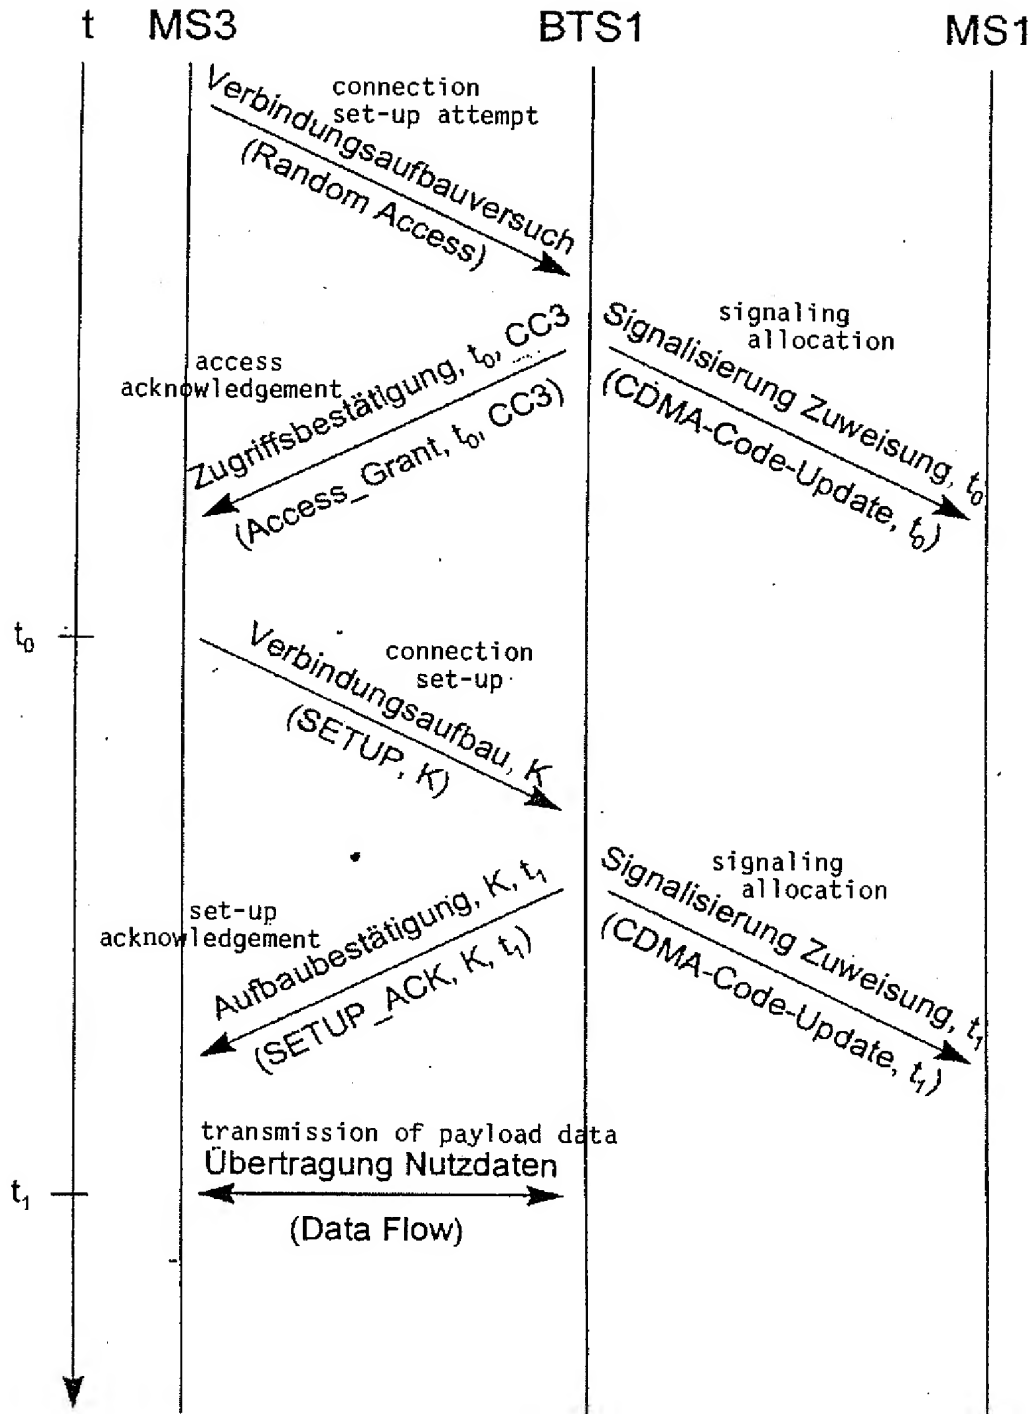 t
MS3
BTS1
MS1
connection
set-up attempt
Verbindungsaufbauversuch
(Random Access)
signaling
allocation
Signalisierung Zuweisung, t0
(CDMA-Code-Update, t0)
access
acknowledgement
Zugriffsbestätigung, t0, CC3
(Access_Grant, t0, CC3)
t0
connection
set-up
Verbindungsaufbau, K
(SETUP, K)
signaling
allocation
Signalisierung Zuweisung, t1
(CDMA-Code-Update, t1)
set-up
acknowledgement
Aufbaubestätigung, K, t1
(SETUP_ACK, K, t1)
transmission of payload data
Übertragung Nutzdaten
t1
(Data Flow)